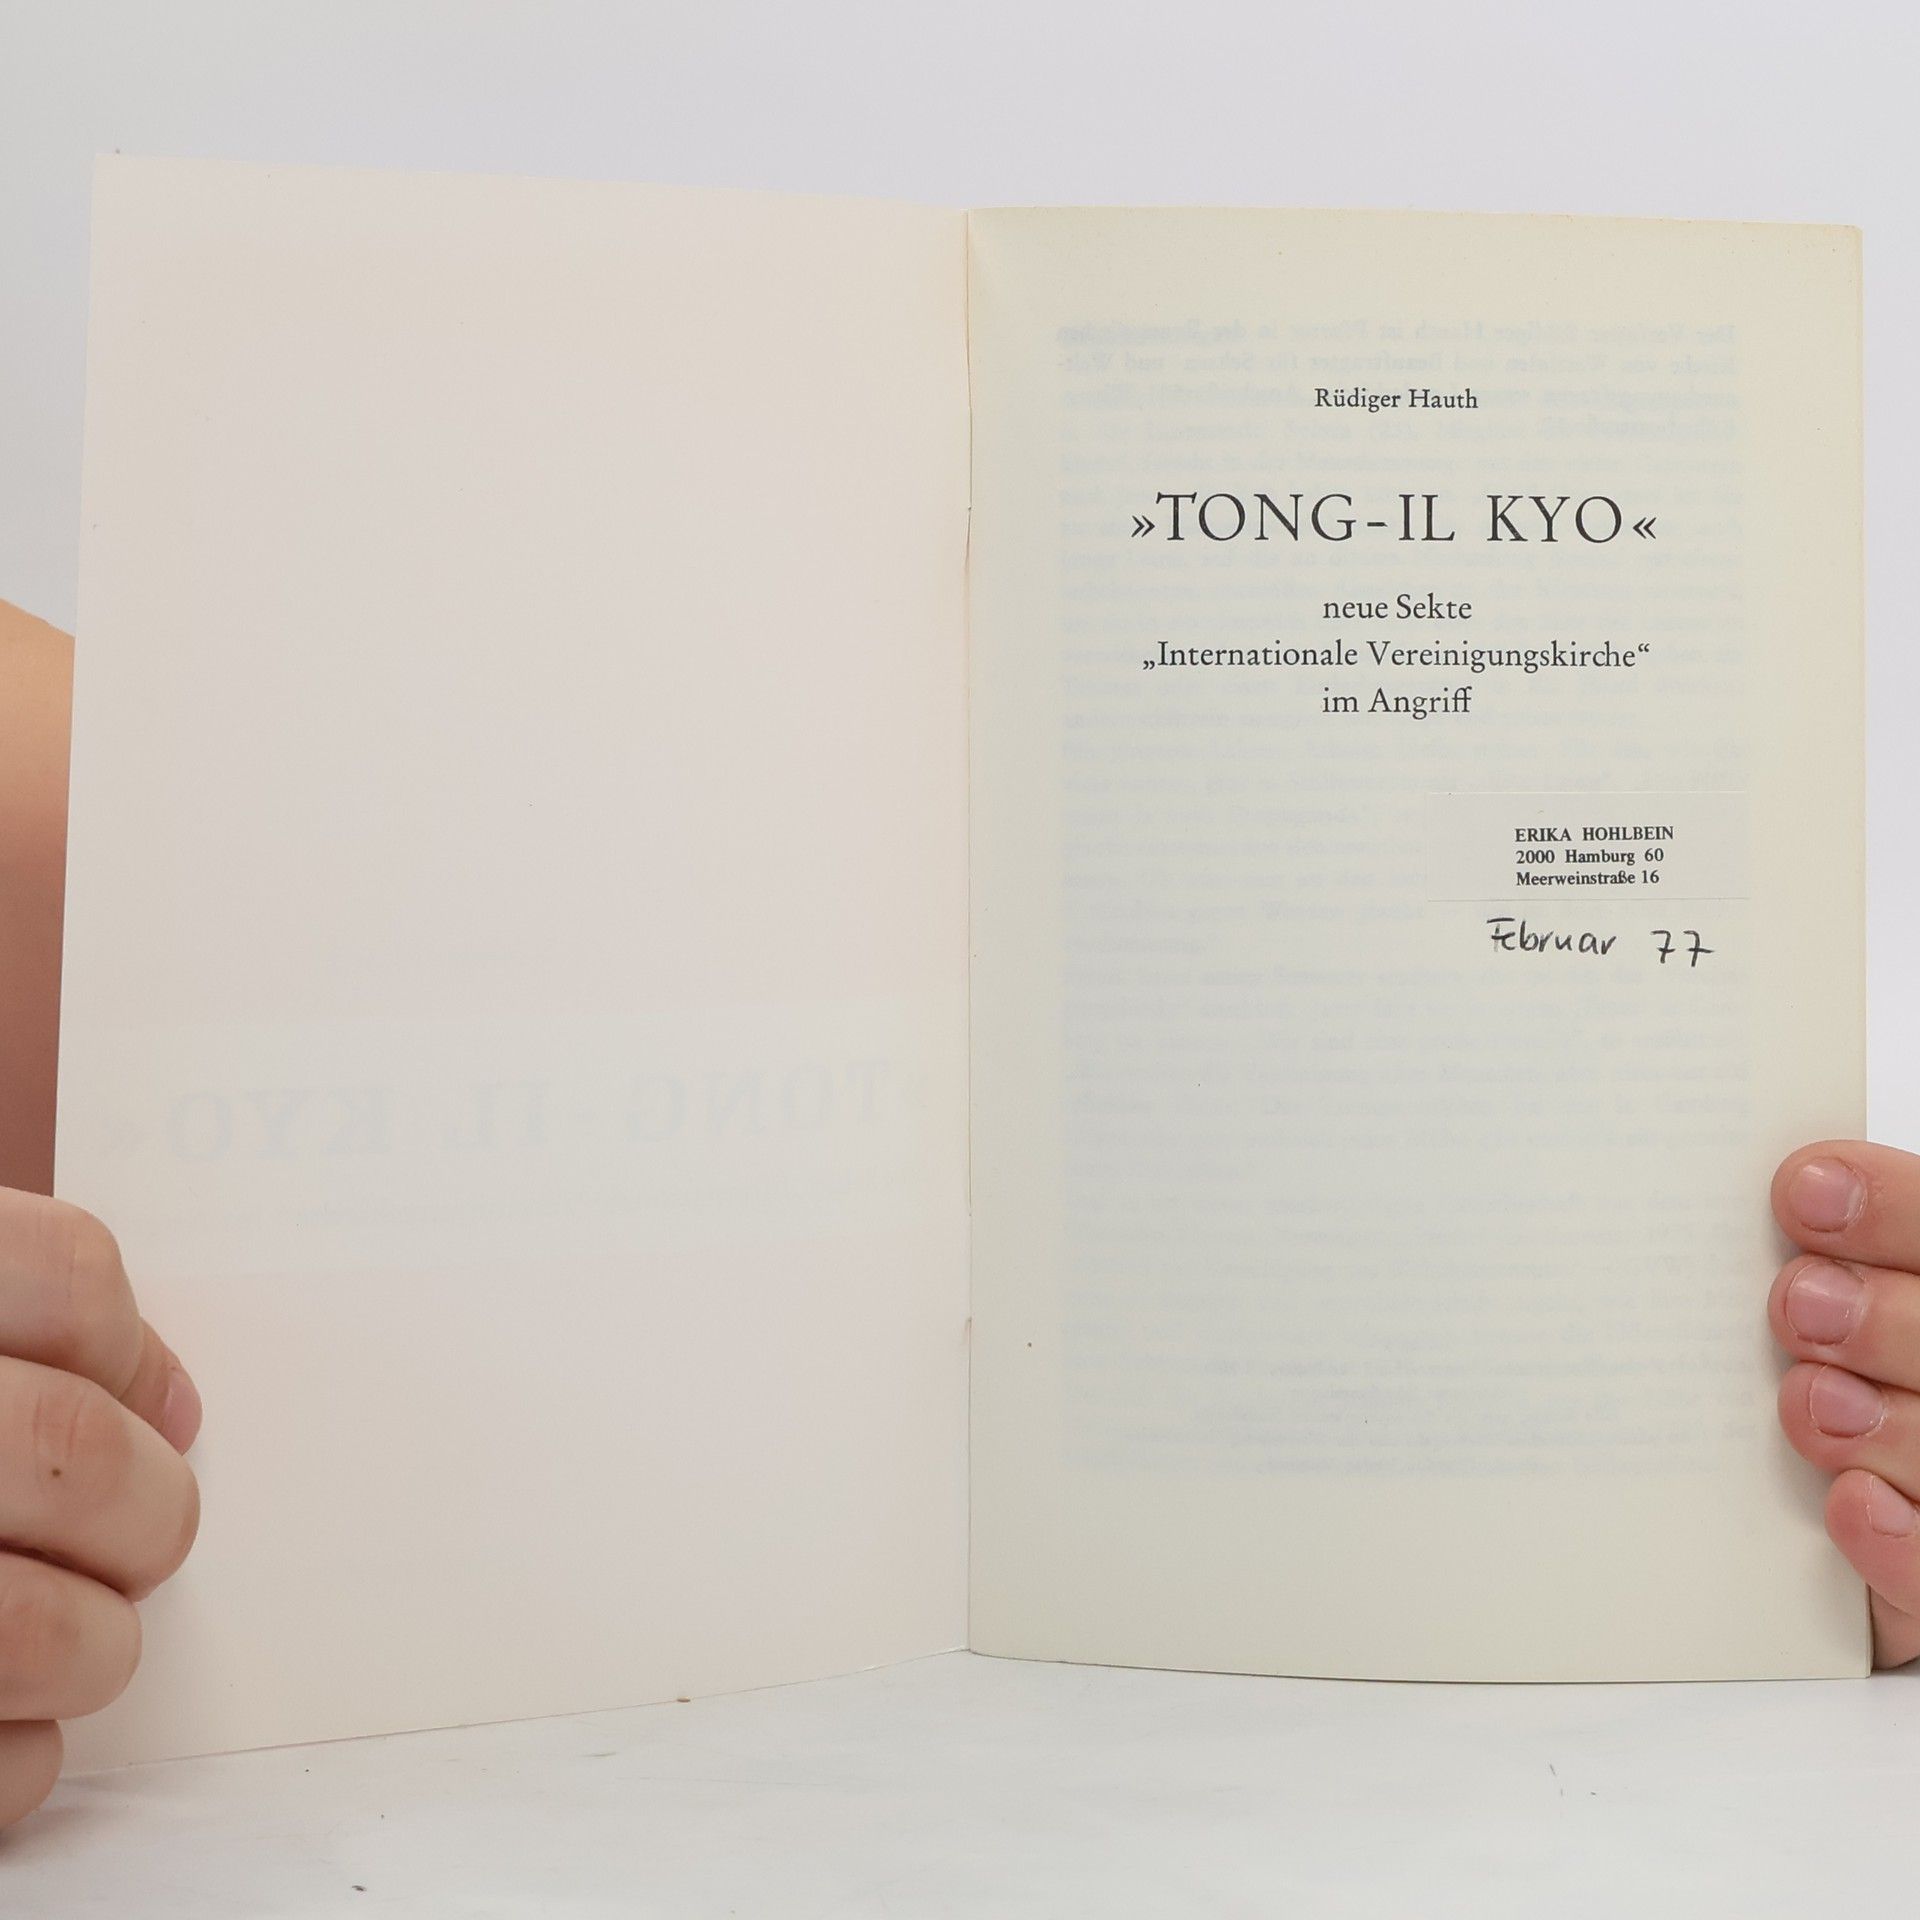 Rüdiger Hauth
»TONG-IL KYO«
neue Sekte
„Internationale Vereinigungskirche“
im Angriff
ERIKA HOHLBEIN
2000 Hamburg 60
Meerweinstraße 16
Februar 77